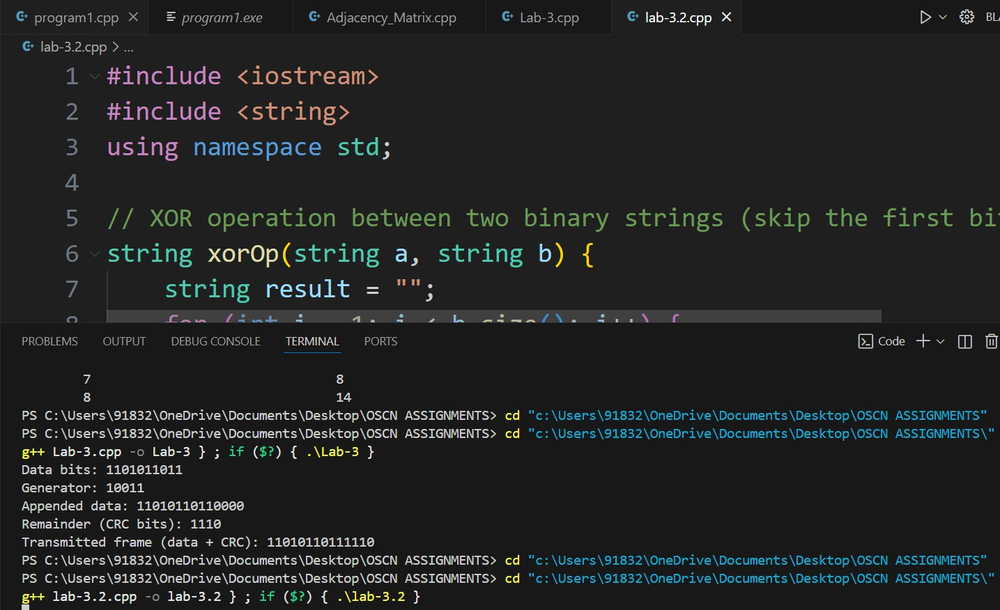 program1.cpp program1.exe Adjacency_Matrix.cpp Lab-3.cpp lab-3.2.cpp
lab-3.2.cpp > ...
1 #include <iostream>
2 #include <string>
3 using namespace std;
4
5 // XOR operation between two binary strings (skip the first
6 string xorOp(string a, string b) {
7 string result = "";
8 for (int i = 1; i < b.size(); i++) {
PROBLEMS OUTPUT DEBUG CONSOLE TERMINAL PORTS Code
7 8
8 14
PS C:\Users\91832\OneDrive\Documents\Desktop\OSCN ASSIGNMENTS> cd "c:\Users\91832\OneDrive\Documents\Desktop\OSCN ASSIGNMENTS"
PS C:\Users\91832\OneDrive\Documents\Desktop\OSCN ASSIGNMENTS> cd "c:\Users\91832\OneDrive\Documents\Desktop\OSCN ASSIGNMENTS\"
g++ Lab-3.cpp -o Lab-3 } ; if ($?) { .\Lab-3 }
Data bits: 1101011011
Generator: 10011
Appended data: 11010110110000
Remainder (CRC bits): 1110
Transmitted frame (data + CRC): 11010110111110
PS C:\Users\91832\OneDrive\Documents\Desktop\OSCN ASSIGNMENTS> cd "c:\Users\91832\OneDrive\Documents\Desktop\OSCN ASSIGNMENTS"
PS C:\Users\91832\OneDrive\Documents\Desktop\OSCN ASSIGNMENTS> cd "c:\Users\91832\OneDrive\Documents\Desktop\OSCN ASSIGNMENTS\"
g++ lab-3.2.cpp -o lab-3.2 } ; if ($?) { .\lab-3.2 }